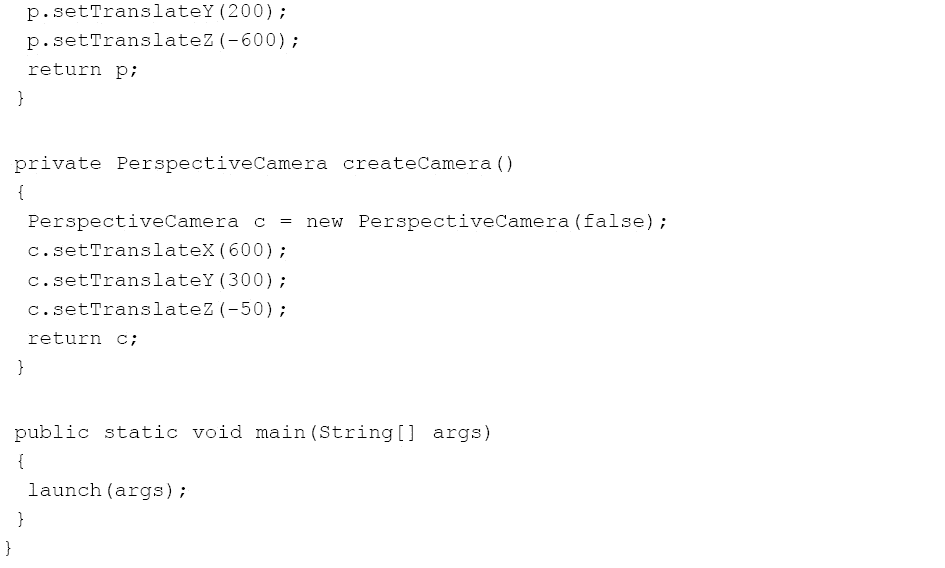 p.setTranslateY(200);
p.setTranslateZ(-600);
return p;
}
private PerspectiveCamera createCamera()
{
PerspectiveCamera c = new PerspectiveCamera(false);
c.setTranslateX(600);
c.setTranslateY(300);
c.setTranslateZ(-50);
return c;
}
public static void main(String[] args)
{
launch(args);
}
}